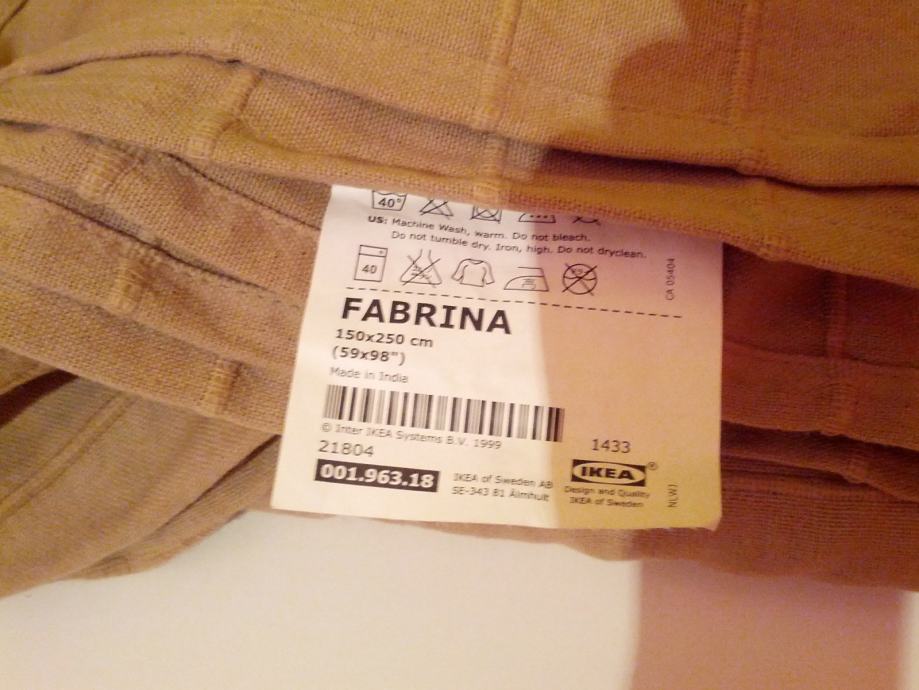 40°
US: Machine Wash, warm. Do not bleach.
Do not tumble dry. Iron, high. Do not dryclean.
40
CA 05404
FABRINA
150x250 cm
(59x98")
Made in India
© Inter IKEA Systems B.V. 1999
21804
001.963.18
IKEA of Sweden AB
SE-343 81 Älmhult
1433
IKEA®
Design and Quality
IKEA of Sweden
NLWJ